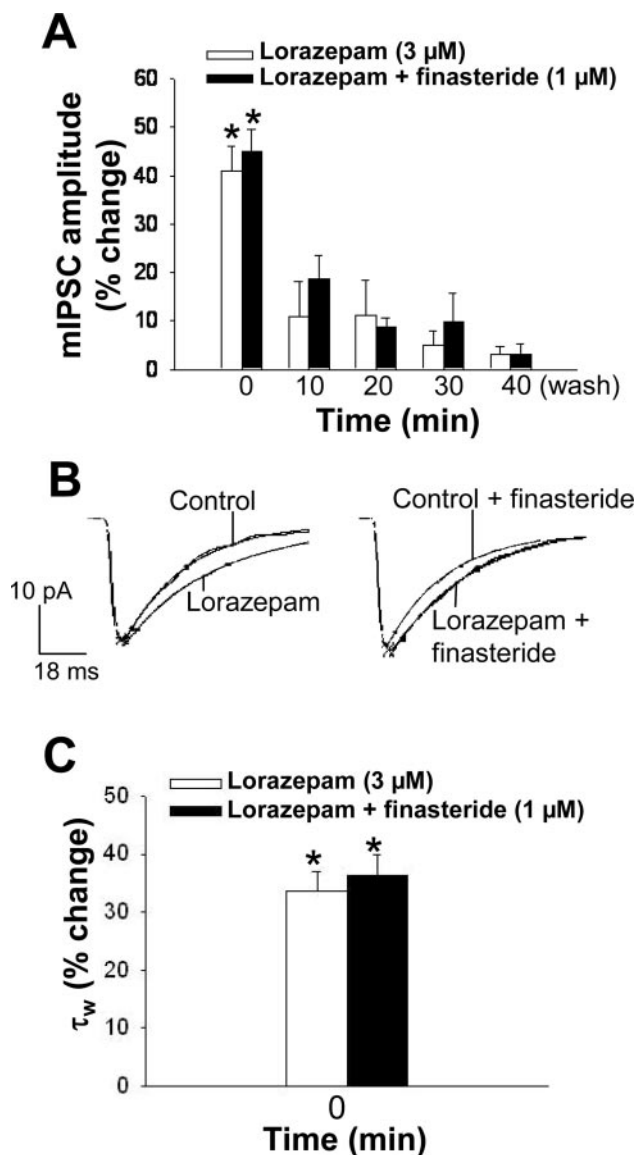 A
Lorazepam (3 µM)
Lorazepam + finasteride (1 µM)
mIPSC amplitude
(% change)
60
50
40
30
20
10
0
* *
0 10 20 30 40 (wash)
Time (min)
B
Control
Lorazepam
10 pA
18 ms
Control + finasteride
Lorazepam +
finasteride
C
Lorazepam (3 µM)
Lorazepam + finasteride (1 µM)
τw (% change)
50
40
30
20
10
0
* *
0
Time (min)